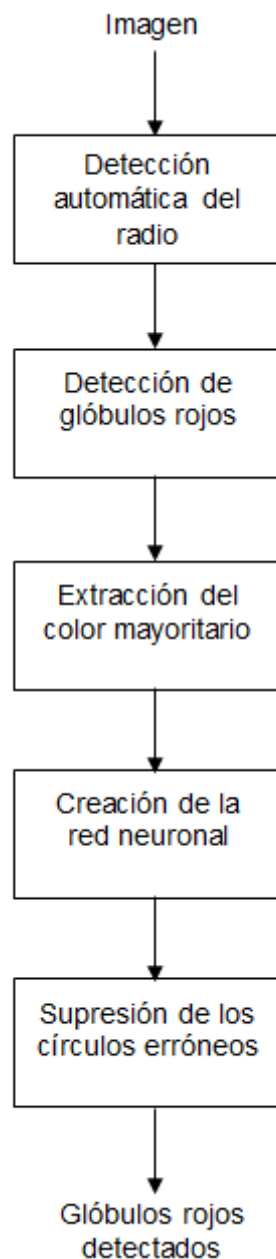 Imagen
Detección
automática del
radio
Detección de
glóbulos rojos
Extracción del
color mayoritario
Creación de la
red neuronal
Supresión de los
círculos erróneos
Glóbulos rojos
detectados